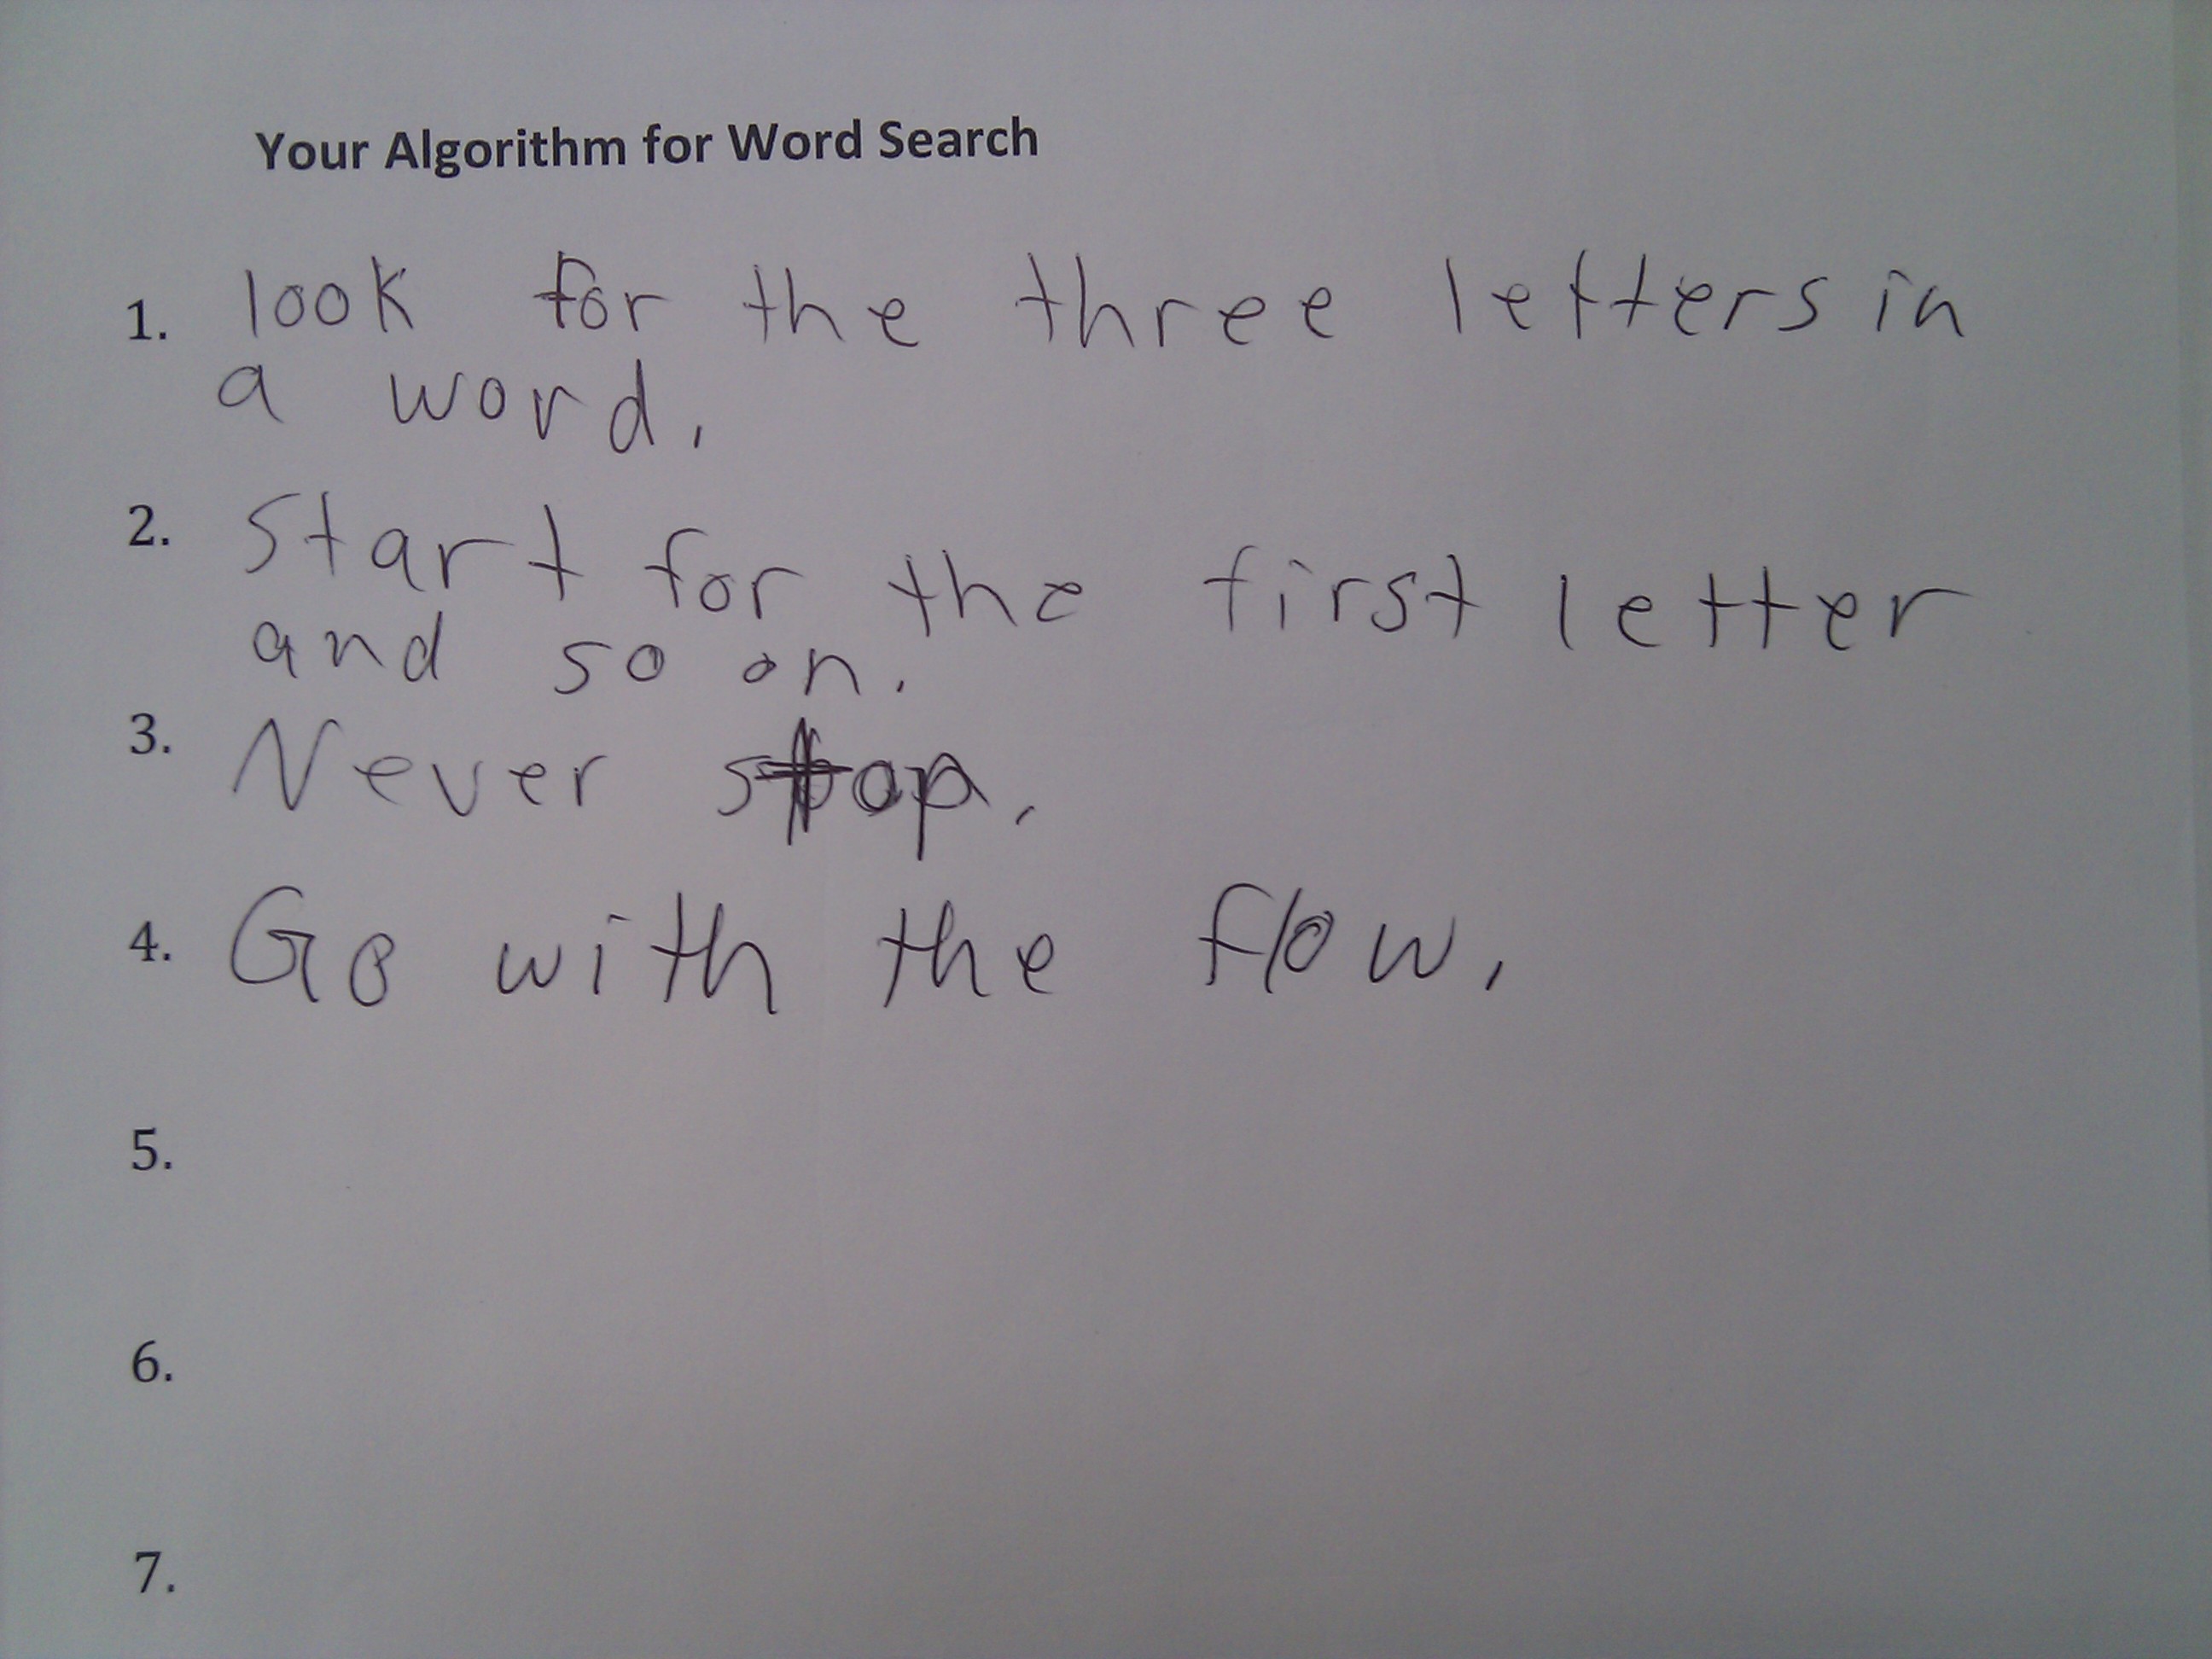 Your Algorithm for Word Search
1. look for the three letters in
a word.
2. Start for the first letter
and so on.
3. Never stop.
4. Go with the flow.
5.
6.
7.